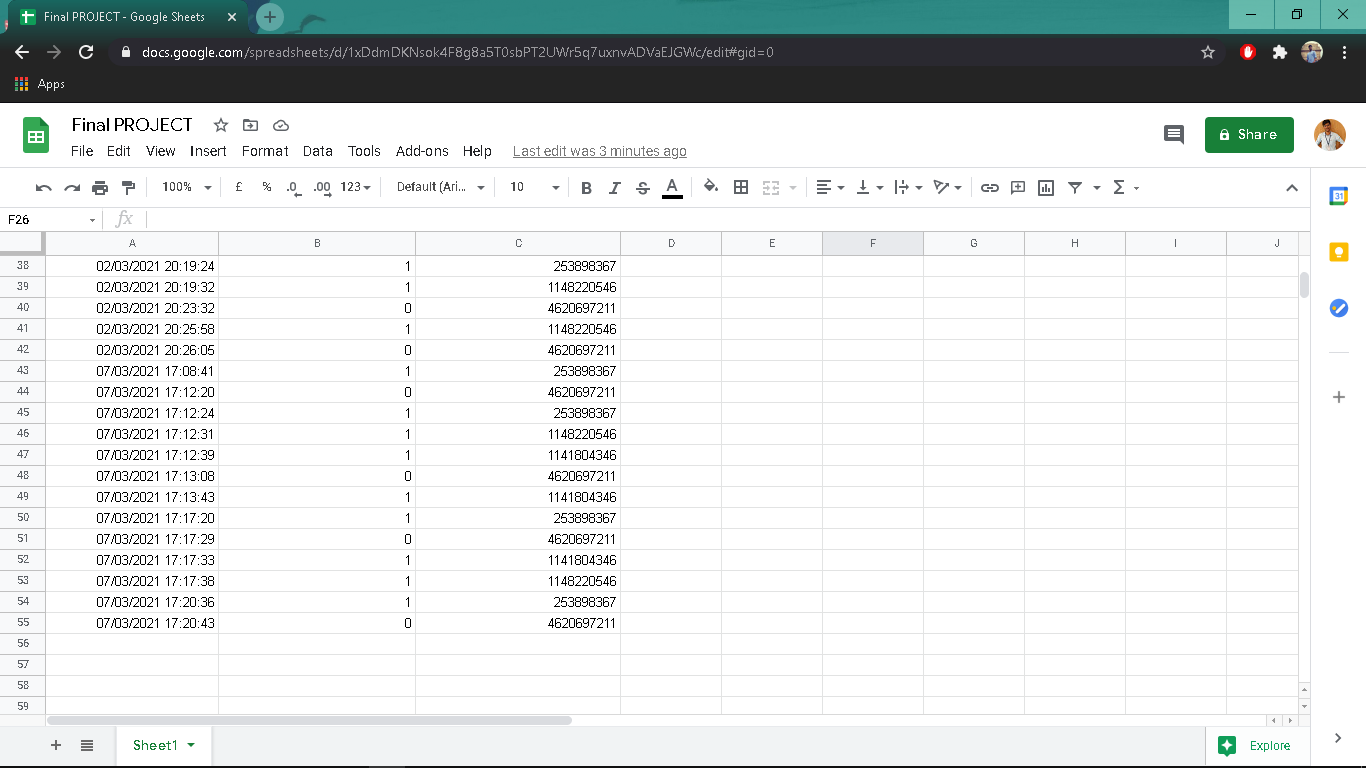 Final PROJECT - Google Sheets
docs.google.com/spreadsheets/d/1xDdmDKNsok4F8g8a5T0sbPT2UWr5q7uxnvADVaEJGWc/edit#gid=0
Apps
Final PROJECT
File Edit View Insert Format Data Tools Add-ons Help Last edit was 3 minutes ago
Share
100% £ % .0 .00 123 Default (Ari... 10 B I S A
31
F26 fx
A B C D E F G H I J
38 02/03/2021 20:19:24 1 253898367
39 02/03/2021 20:19:32 1 1148220546
40 02/03/2021 20:23:32 0 4620697211
41 02/03/2021 20:25:58 1 1148220546
42 02/03/2021 20:26:05 0 4620697211
43 07/03/2021 17:08:41 1 253898367
44 07/03/2021 17:12:20 0 4620697211
45 07/03/2021 17:12:24 1 253898367
46 07/03/2021 17:12:31 1 1148220546
47 07/03/2021 17:12:39 1 1141804346
48 07/03/2021 17:13:08 0 4620697211
49 07/03/2021 17:13:43 1 1141804346
50 07/03/2021 17:17:20 1 253898367
51 07/03/2021 17:17:29 0 4620697211
52 07/03/2021 17:17:33 1 1141804346
53 07/03/2021 17:17:38 1 1148220546
54 07/03/2021 17:20:36 1 253898367
55 07/03/2021 17:20:43 0 4620697211
56
57
58
59
Sheet1
Explore